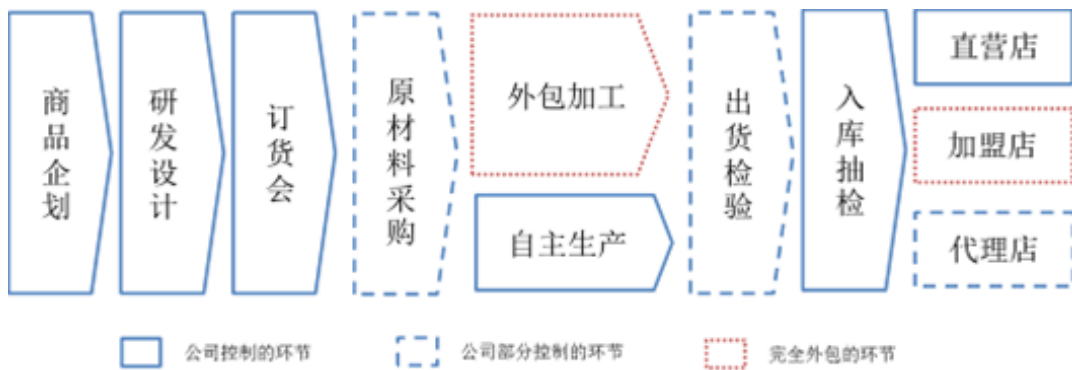 商品企划
研发设计
订货会
原材料采购
外包加工
自主生产
出货检验
入库抽检
直营店
加盟店
代理店
公司控制的环节
公司部分控制的环节
完全外包的环节